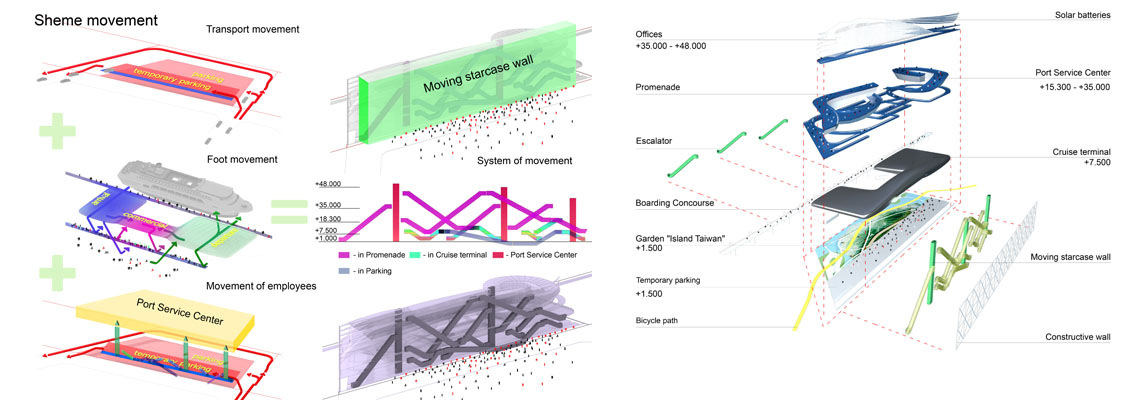 Sheme movement
Transport movement
parking
temporary parking
Moving starcase wall
Foot movement
arrival
commercial
System of movement
+48.000
+35.000
+18.300
+7.500
+1.000
- in Promenade
- in Cruise terminal
- Port Service Center
- in Parking
Movement of employees
Port Service Center
parking
temporary parking
Solar batteries
Offices
+35.000 - +48.000
Port Service Center
+15.300 - +35.000
Promenade
Escalator
Cruise terminal
+7.500
Boarding Concourse
Garden "Island Taiwan"
+1.500
Moving starcase wall
Temporary parking
+1.500
Bicycle path
Constructive wall